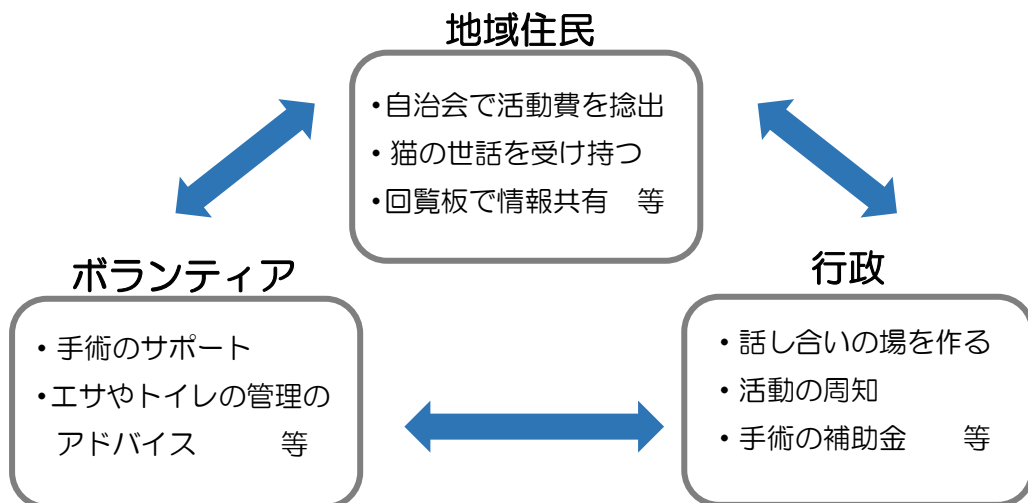 地域住民
・自治会で活動費を捻出
・猫の世話を受け持つ
・回覧板で情報共有　等
ボランティア
・手術のサポート
・エサやトイレの管理の
アドバイス　　等
行政
・話し合いの場を作る
・活動の周知
・手術の補助金　　等